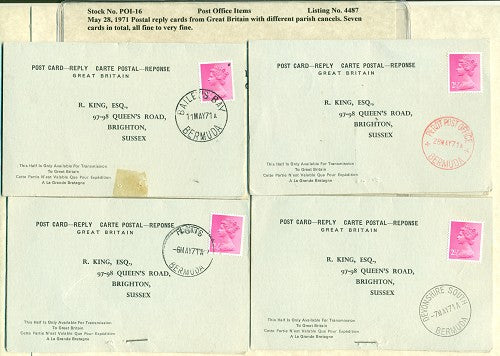 Stock No. POI-16 Post Office Items Listing No. 4487
May 28, 1971 Postal reply cards from Great Britain with different parish cancels. Seven
cards in total, all fine to very fine.
POST CARD—REPLY CARTE POSTALE—REPONSE
GREAT BRITAIN
BAILEYS BAY
11 MAY 71 A
BERMUDA
R. KING, ESQ.,
97-98 QUEEN'S ROAD,
BRIGHTON,
SUSSEX
This Half Is Only Available For Transmission
To Great Britain
Cette Partie N'est Valable Que Pour Expédition
A La Grande Bretagne
POST CARD—REPLY CARTE POSTALE—REPONSE
GREAT BRITAIN
R. KING, ESQ.,
97-98 QUEEN'S ROAD,
BRIGHTON,
SUSSEX
POST OFFICE
MAY 71
BERMUDA
This Half Is Only Available For Transmission
To Great Britain
Cette Partie N'est Valable Que Pour Expédition
A La Grande Bretagne
POST CARD—REPLY CARTE POSTALE—REPONSE
GREAT BRITAIN
FLATTS
-6 MAY 71 A
BERMUDA
R. KING, ESQ.,
97-98 QUEEN'S ROAD,
BRIGHTON,
SUSSEX
This Half Is Only Available For Transmission
To Great Britain
Cette Partie N'est Valable Que Pour Expédition
A La Grande Bretagne
POST CARD—REPLY CARTE POSTALE—REPONSE
GREAT BRITAIN
R. KING, ESQ.,
97-98 QUEEN'S ROAD,
BRIGHTON,
SUSSEX
DEVONSHIRE SOUTH
-7 MAY 71 A
BERMUDA
This Half Is Only Available For Transmission
To Great Britain
Cette Partie N'est Valable Que Pour Expédition
A La Grande Bretagne